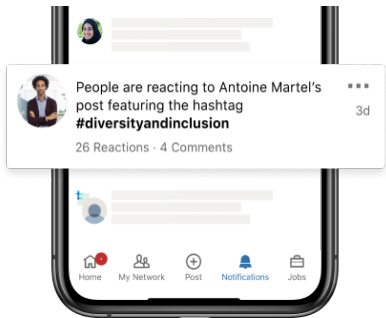 People are reacting to Antoine Martel's
post featuring the hashtag
#diversityandinclusion
3d
26 Reactions · 4 Comments
Home
My Network
Post
Notifications
Jobs